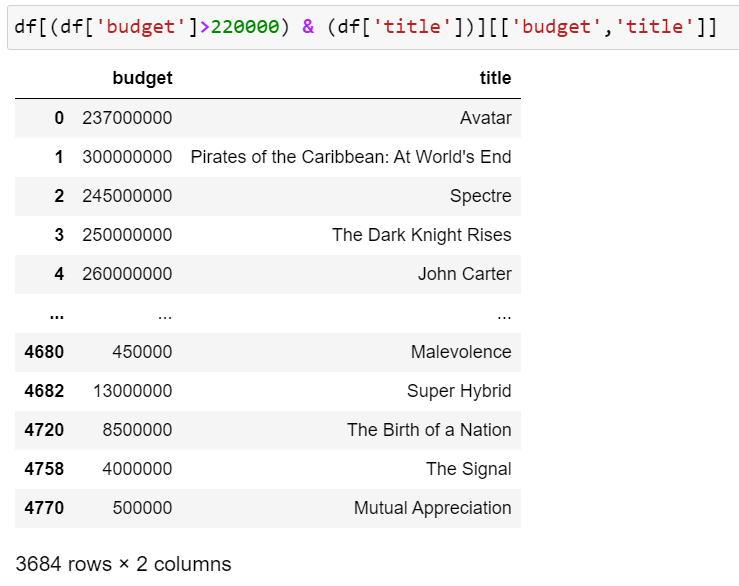 df[(df['budget']>220000) & (df['title'])][['budget','title']]
budget title
0 237000000 Avatar
1 300000000 Pirates of the Caribbean: At World's End
2 245000000 Spectre
3 250000000 The Dark Knight Rises
4 260000000 John Carter
... ... ...
4680 450000 Malevolence
4682 13000000 Super Hybrid
4720 8500000 The Birth of a Nation
4758 4000000 The Signal
4770 500000 Mutual Appreciation
3684 rows × 2 columns